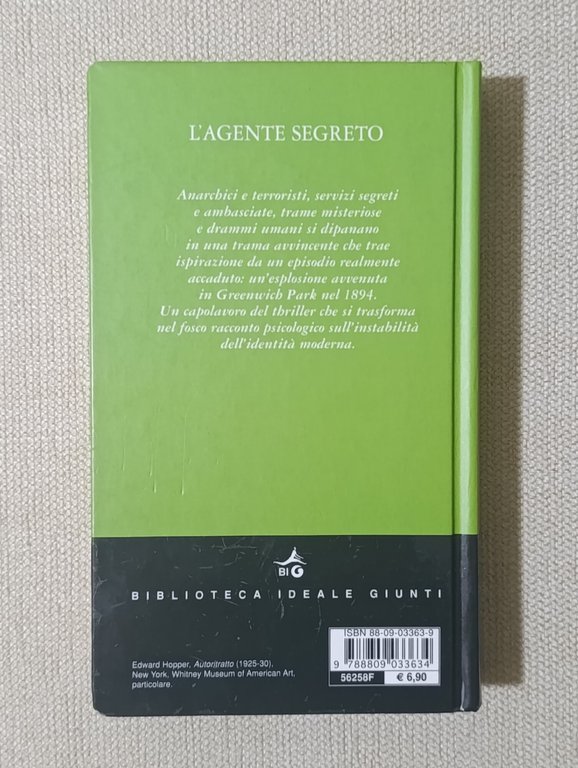 L'AGENTE SEGRETO
Anarchici e terroristi, servizi segreti
e ambasciate, trame misteriose
e drammi umani si dipanano
in una trama avvincente che trae
ispirazione da un episodio realmente
accaduto: un'esplosione avvenuta
in Greenwich Park nel 1894.
Un capolavoro del thriller che si trasforma
nel fosco racconto psicologico sull'instabilità
dell'identità moderna.
BIG
BIBLIOTECA IDEALE GIUNTI
Edward Hopper, Autoritratto (1925-30),
New York, Whitney Museum of American Art,
particolare.
ISBN 88-09-03363-9
9 788809 033634
56258F € 6,90